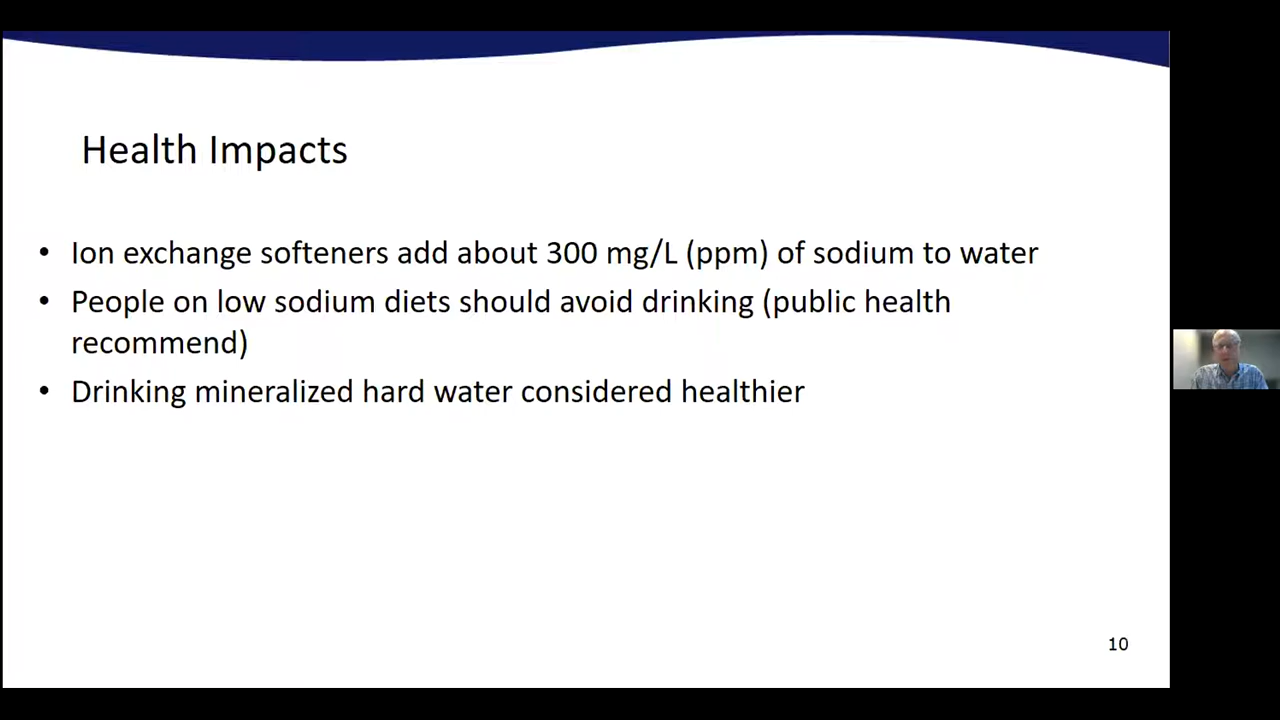 Health Impacts
• Ion exchange softeners add about 300 mg/L (ppm) of sodium to water
• People on low sodium diets should avoid drinking (public health
recommend)
• Drinking mineralized hard water considered healthier
10